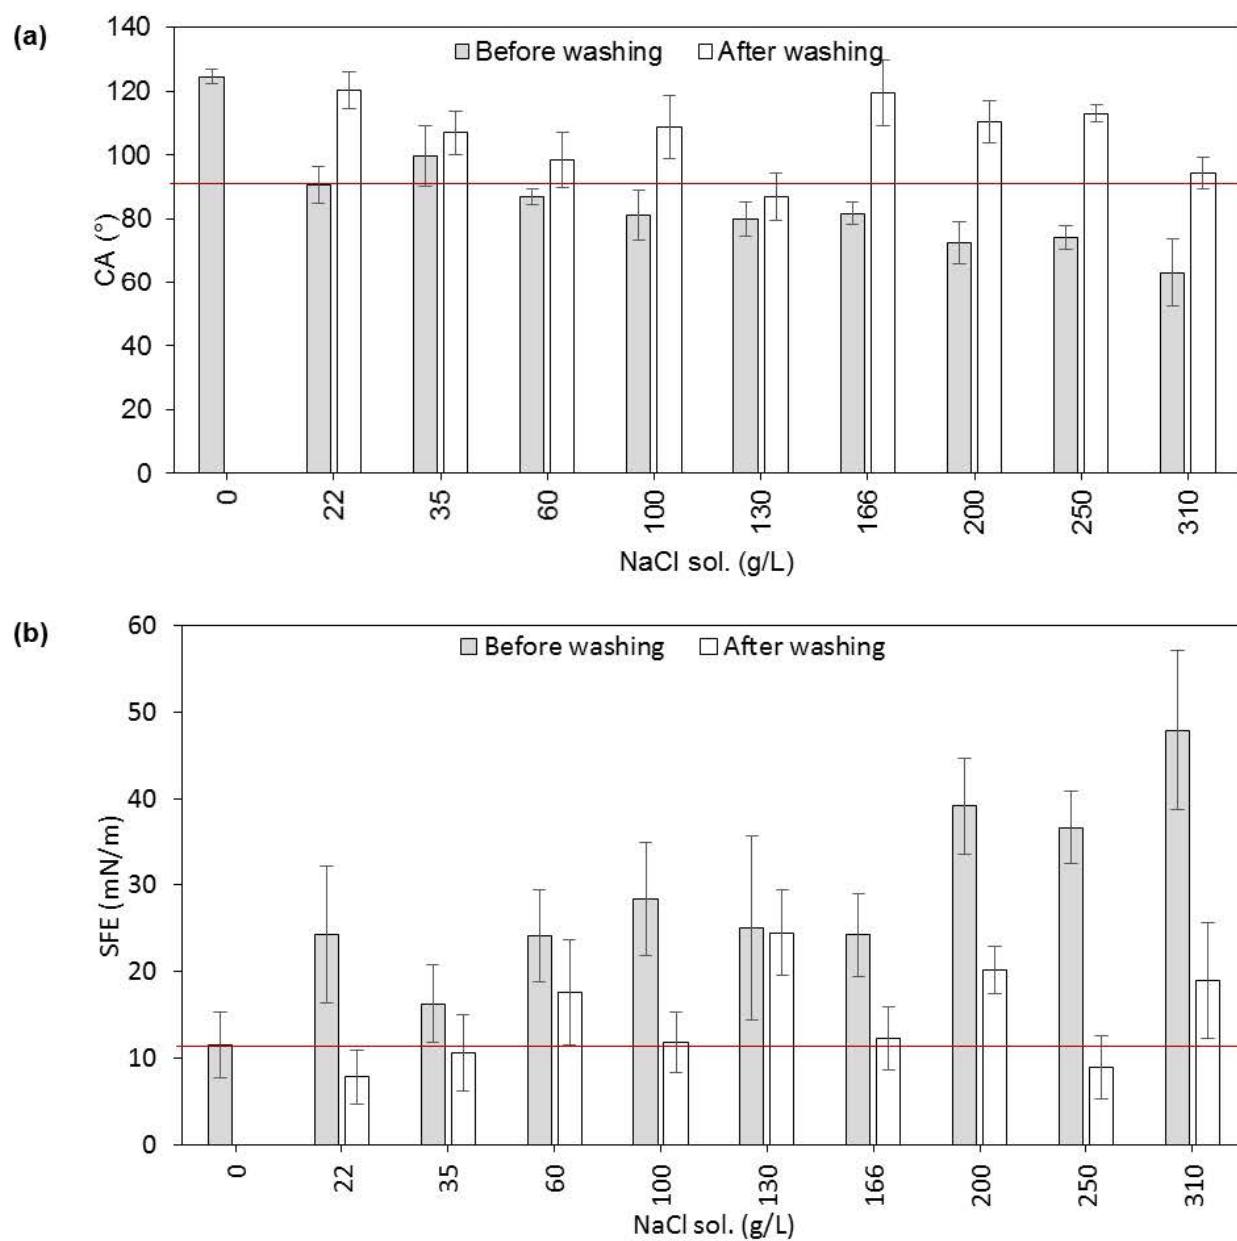 (a)
140
120
100
80
60
40
20
0
CA (°)
Before washing After washing
0 22 35 60 100 130 166 200 250 310
NaCl sol. (g/L)
(b)
60
50
40
30
20
10
0
SFE (mN/m)
Before washing After washing
0 22 35 60 100 130 166 200 250 310
NaCl sol. (g/L)